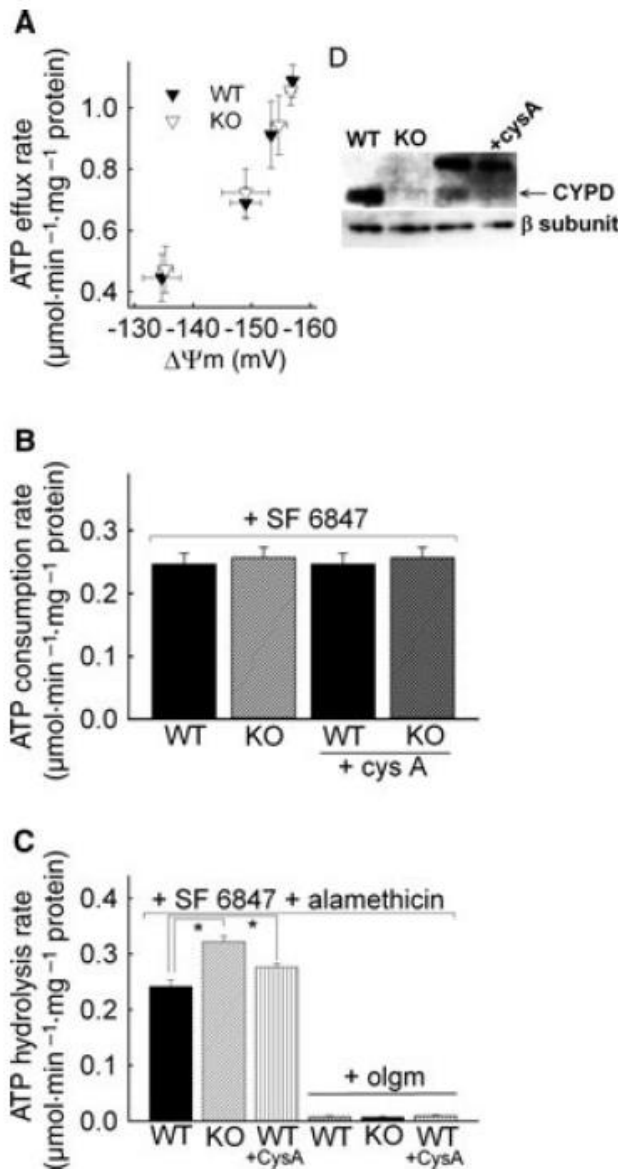 A
ATP efflux rate
(µmol·min⁻¹·mg⁻¹ protein)
1.0
0.8
0.6
0.4
WT
KO
-130 -140 -150 -160
ΔΨm (mV)
D
WT KO +cysA
← CYPD
β subunit
B
ATP consumption rate
(µmol·min⁻¹·mg⁻¹ protein)
0.3
0.2
0.1
0.0
+ SF 6847
WT KO WT KO
+ cys A
C
ATP hydrolysis rate
(µmol·min⁻¹·mg⁻¹ protein)
0.4
0.3
0.2
0.1
0.0
+ SF 6847 + alamethicin
* *
+ olgm
WT KO WT WT KO WT
+CysA +CysA